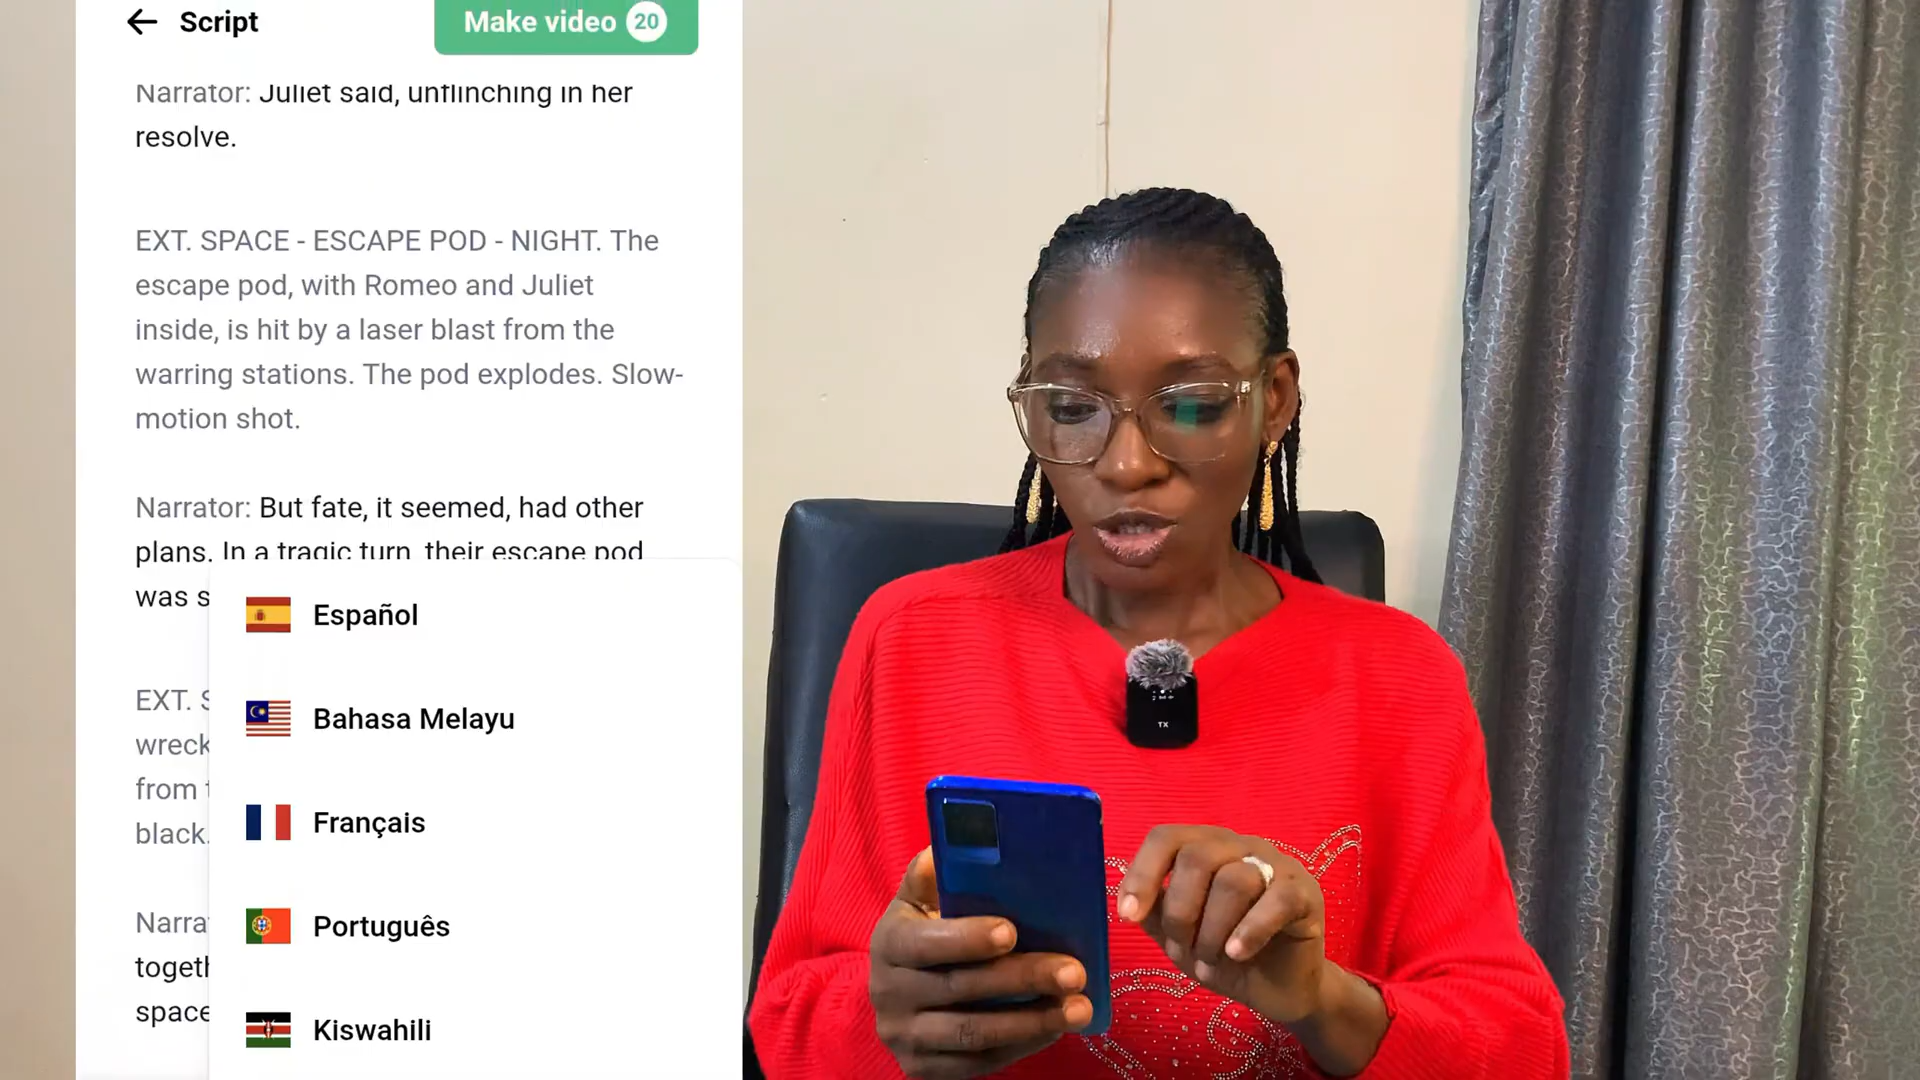 Script
Make video 20
Narrator: Juliet said, unflinching in her
resolve.
EXT. SPACE - ESCAPE POD - NIGHT. The
escape pod, with Romeo and Juliet
inside, is hit by a laser blast from the
warring stations. The pod explodes. Slow-
motion shot.
Narrator: But fate, it seemed, had other
plans. In a tragic turn, their escape pod
was s
EXT. S
wreck
from
black.
Narra
togeth
space
Español
Bahasa Melayu
Français
Português
Kiswahili
TX